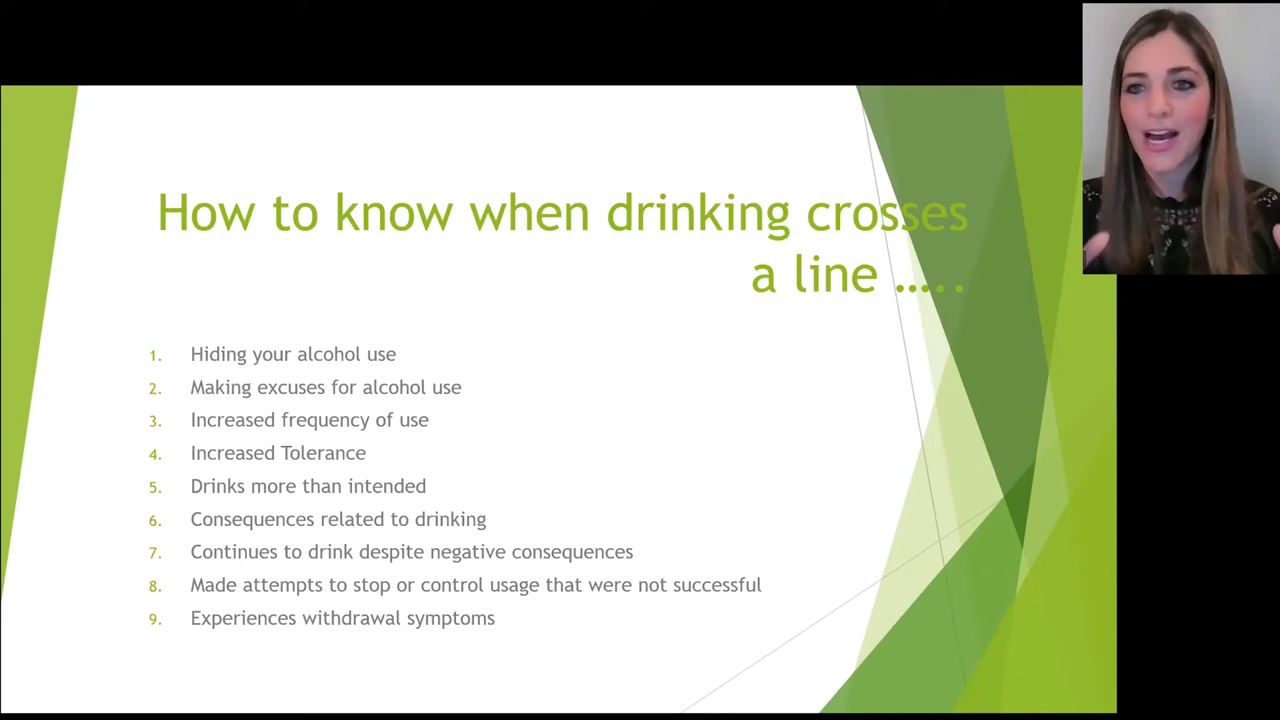 How to know when drinking crosses
a line .....
1. Hiding your alcohol use
2. Making excuses for alcohol use
3. Increased frequency of use
4. Increased Tolerance
5. Drinks more than intended
6. Consequences related to drinking
7. Continues to drink despite negative consequences
8. Made attempts to stop or control usage that were not successful
9. Experiences withdrawal symptoms